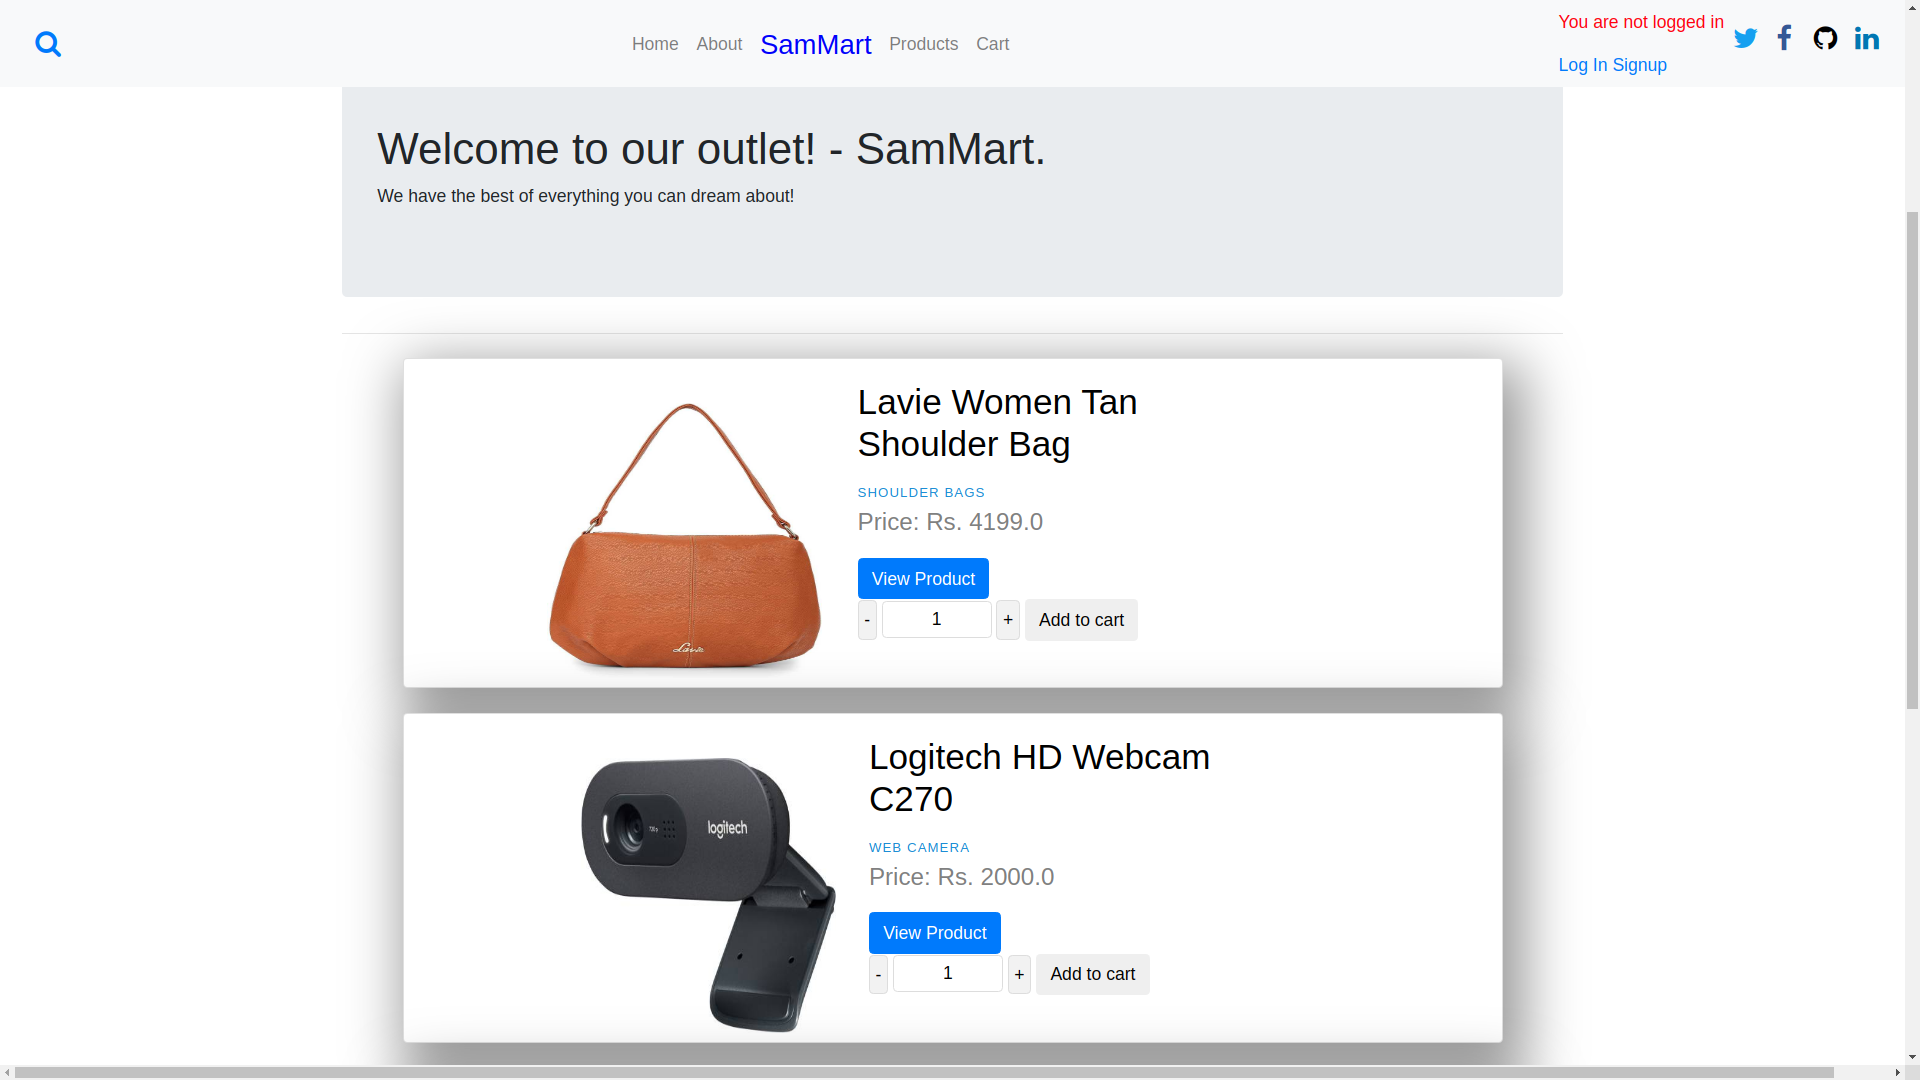 Home About SamMart Products Cart
You are not logged in
Log In Signup
Welcome to our outlet! - SamMart.
We have the best of everything you can dream about!
Lavie Women Tan
Shoulder Bag
SHOULDER BAGS
Price: Rs. 4199.0
View Product
- 1 + Add to cart
Lavie
Logitech HD Webcam
C270
WEB CAMERA
Price: Rs. 2000.0
View Product
- 1 + Add to cart
logitech
720p